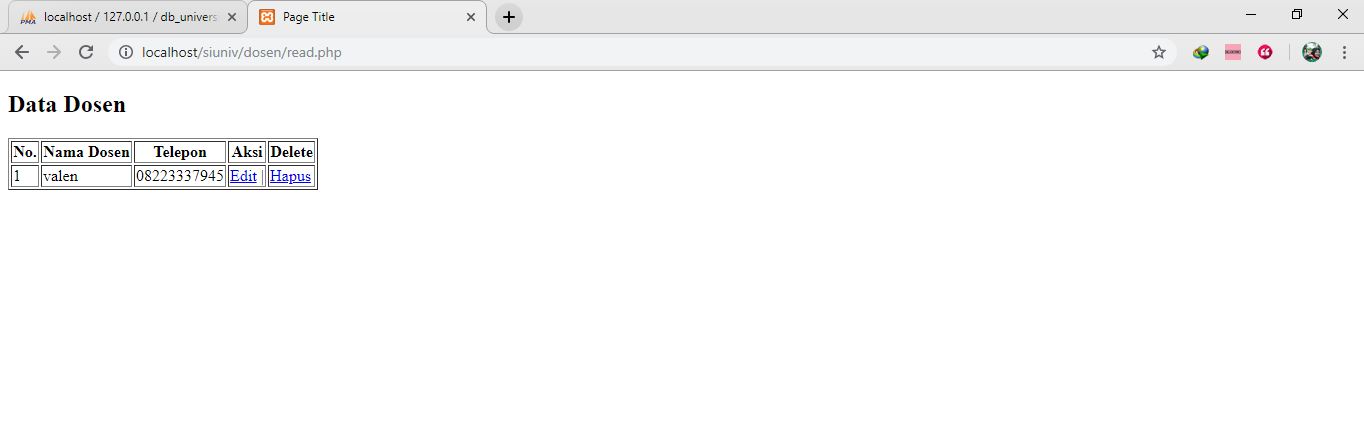 PMA localhost / 127.0.0.1 / db_univers Page Title
localhost/siuniv/dosen/read.php
Data Dosen
No. Nama Dosen Telepon Aksi Delete
1 valen 08223337945 Edit | Hapus